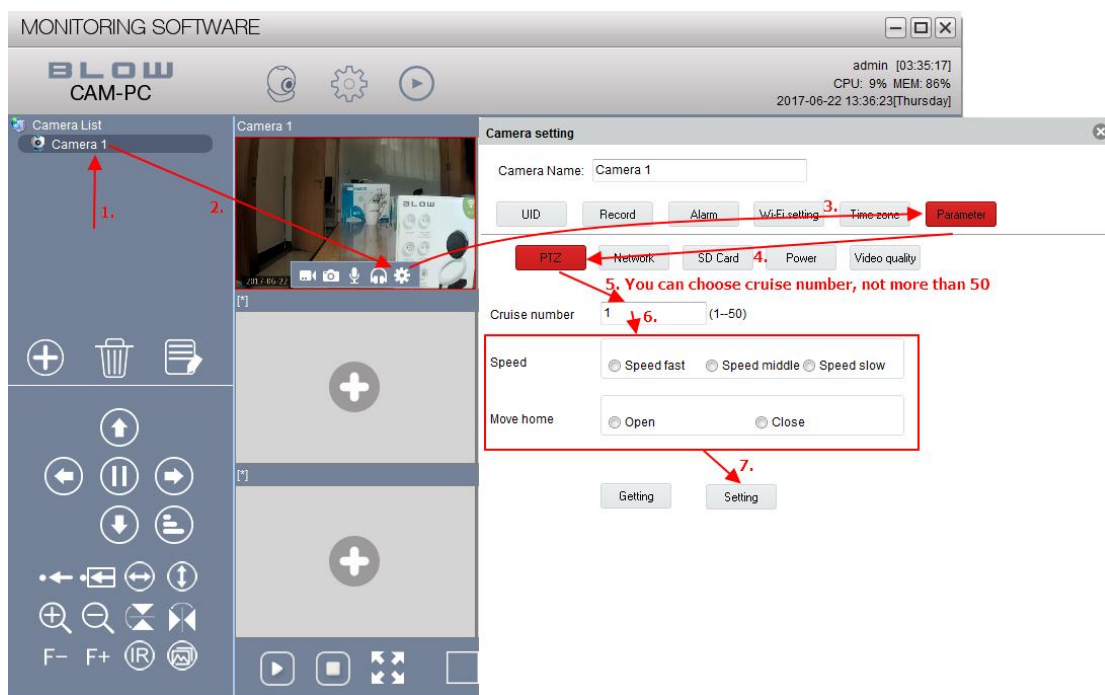 MONITORING SOFTWARE
BLOW
CAM-PC
admin [03:35:17]
CPU: 9% MEM: 86%
2017-06-22 13:36:23[Thursday]
Camera List
Camera 1
1.
2.
Camera 1
BLOW
2017-06-22
[*]
[*]
F- F+ IR
Camera setting
Camera Name: Camera 1
UID Record Alarm Wi-Fi setting 3. Time zone Parameter
PTZ Network SD Card 4. Power Video quality
5. You can choose cruise number, not more than 50
Cruise number 1 6. (1--50)
Speed Speed fast Speed middle Speed slow
Move home Open Close
7.
Getting Setting